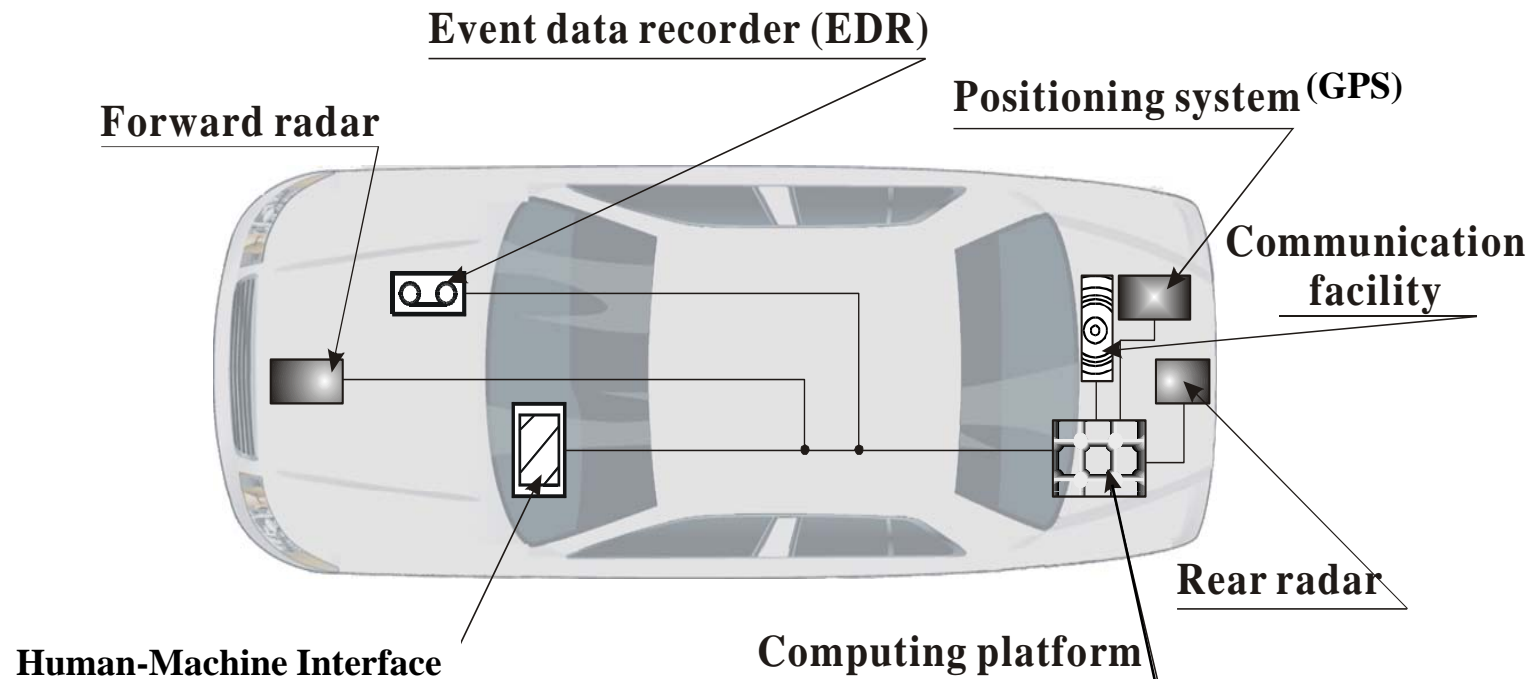 Event data recorder (EDR)
Positioning system (GPS)
Forward radar
Communication
facility
Rear radar
Computing platform
Human-Machine Interface